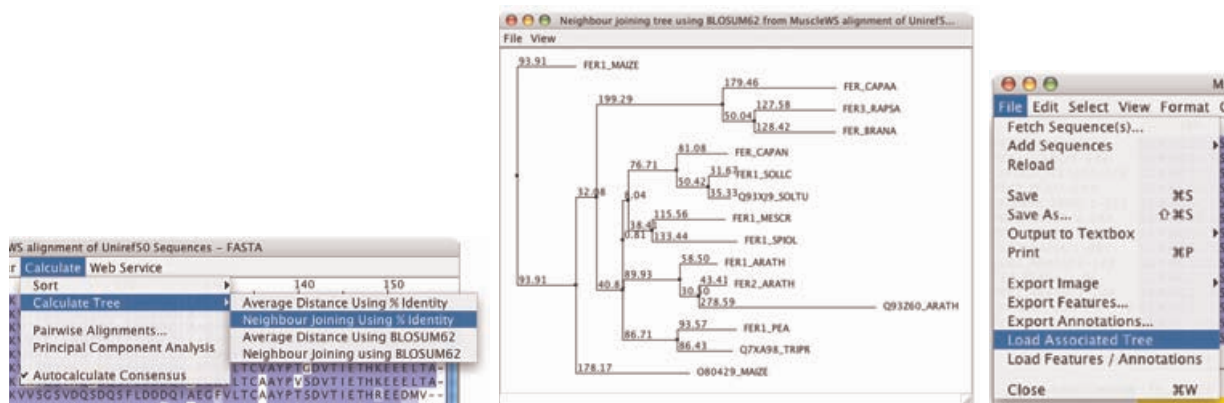 WS alignment of Uniref50 Sequences – FASTA
Calculate Web Service
Sort
Calculate Tree
Pairwise Alignments...
Principal Component Analysis
✓ Autocalculate Consensus
140 150
Average Distance Using % Identity
Neighbour Joining Using % Identity
Average Distance Using BLOSUM62
Neighbour Joining using BLOSUM62
Neighbour joining tree using BLOSUM62 from MuscleWS alignment of Uniref5...
File View
93.91 FER1_MAIZE
179.46 FER_CAPAA
199.29
127.58 FER3_RAPSA
50.04
128.42 FER_BRANA
81.08 FER_CAPAN
76.71
31.67 FER1_SOLLC
50.42
35.33 Q93XJ9_SOLTU
32.08
115.56 FER1_MESCR
133.44 FER1_SPIOL
0.81
58.50 FER1_ARATH
89.93
43.41 FER2_ARATH
93.91
278.59 Q93Z60_ARATH
93.57 FER1_PEA
86.71
86.43 Q7XA98_TRIPR
178.17 O80429_MAIZE
File Edit Select View Format
Fetch Sequence(s)...
Add Sequences
Reload
Save ⌘S
Save As... ⇧⌘S
Output to Textbox
Print ⌘P
Export Image
Export Features...
Export Annotations...
Load Associated Tree
Load Features / Annotations
Close ⌘W